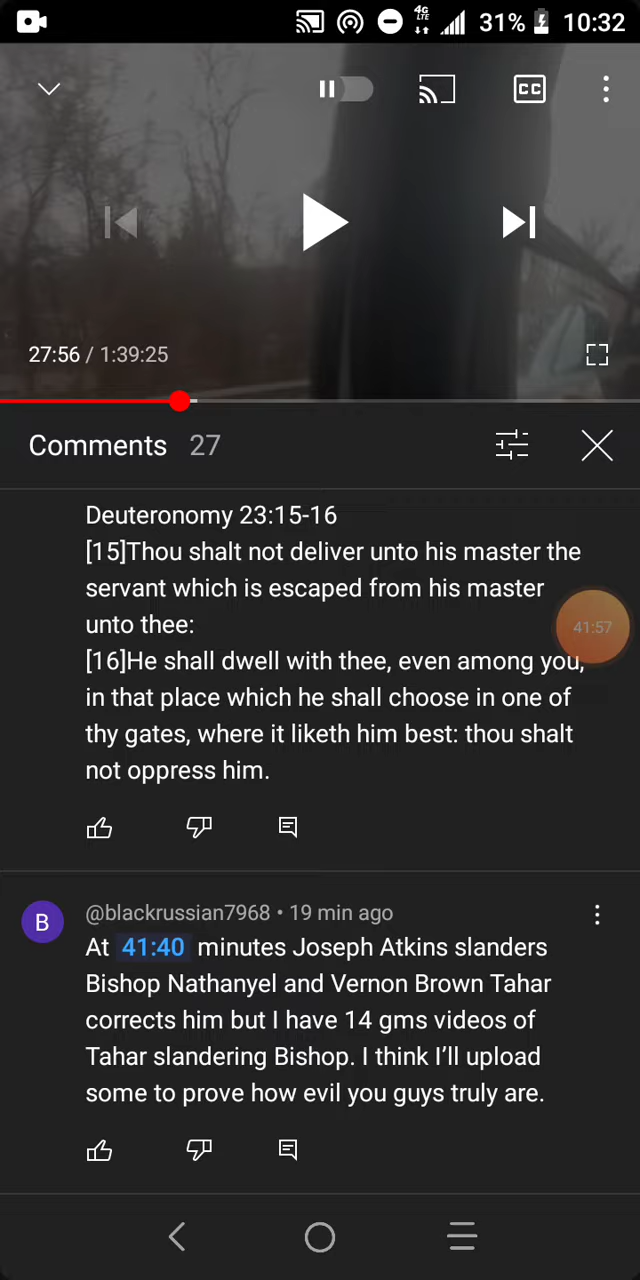 4G
LTE
31%
10:32
CC
27:56 / 1:39:25
Comments 27
Deuteronomy 23:15-16
[15]Thou shalt not deliver unto his master the
servant which is escaped from his master
unto thee:
41:57
[16]He shall dwell with thee, even among you,
in that place which he shall choose in one of
thy gates, where it liketh him best: thou shalt
not oppress him.
B
@blackrussian7968 • 19 min ago
At 41:40 minutes Joseph Atkins slanders
Bishop Nathanyel and Vernon Brown Tahar
corrects him but I have 14 gms videos of
Tahar slandering Bishop. I think I’ll upload
some to prove how evil you guys truly are.